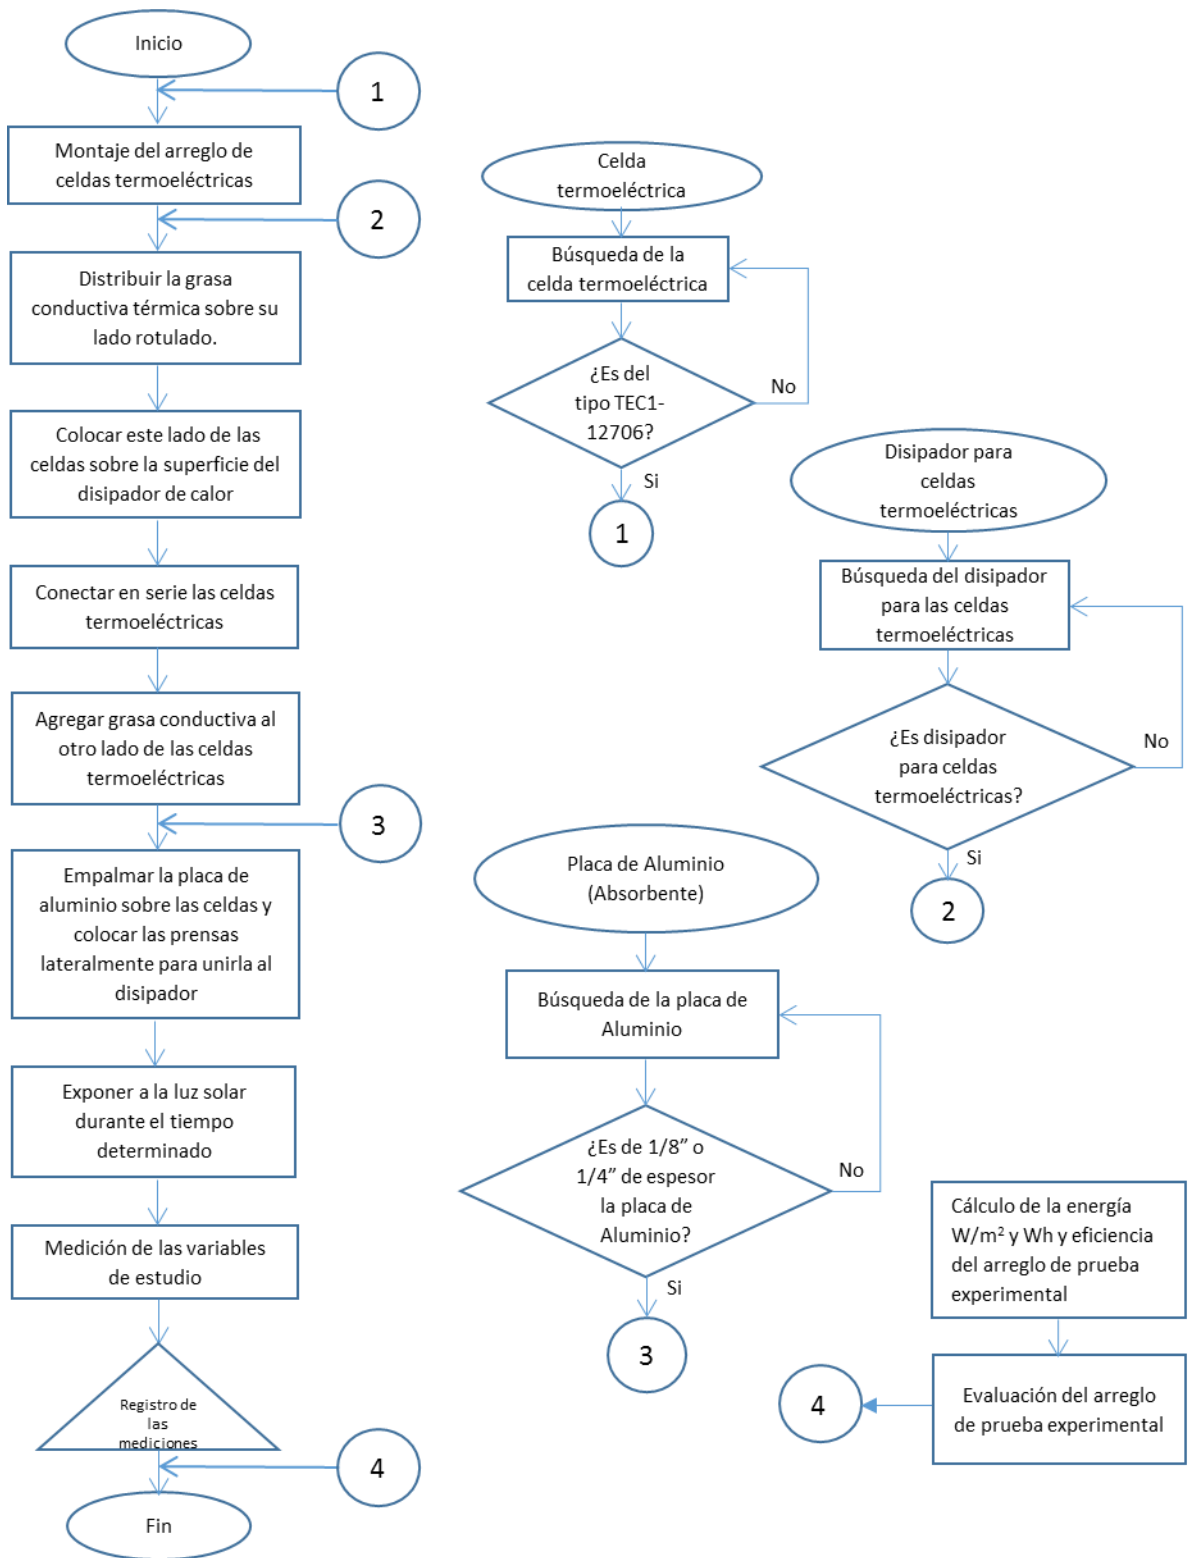 Inicio
1
Montaje del arreglo de
celdas termoeléctricas
2
Distribuir la grasa
conductiva térmica sobre su
lado rotulado.
Colocar este lado de las
celdas sobre la superficie del
disipador de calor
Conectar en serie las celdas
termoeléctricas
Agregar grasa conductiva al
otro lado de las celdas
termoeléctricas
3
Empalmar la placa de
aluminio sobre las celdas y
colocar las prensas
lateralmente para unirla al
disipador
Exponer a la luz solar
durante el tiempo
determinado
Medición de las variables
de estudio
Registro de
las
mediciones
4
Fin
Celda
termoeléctrica
Búsqueda de la
celda termoeléctrica
¿Es del
tipo TEC1-
12706?
No
Si
1
Disipador para
celdas
termoeléctricas
Búsqueda del disipador
para las celdas
termoeléctricas
¿Es disipador
para celdas
termoeléctricas?
No
Si
2
Placa de Aluminio
(Absorbente)
Búsqueda de la placa de
Aluminio
¿Es de 1/8” o
1/4” de espesor
la placa de
Aluminio?
No
Si
3
Cálculo de la energía
W/m² y Wh y eficiencia
del arreglo de prueba
experimental
Evaluación del arreglo
de prueba experimental
4